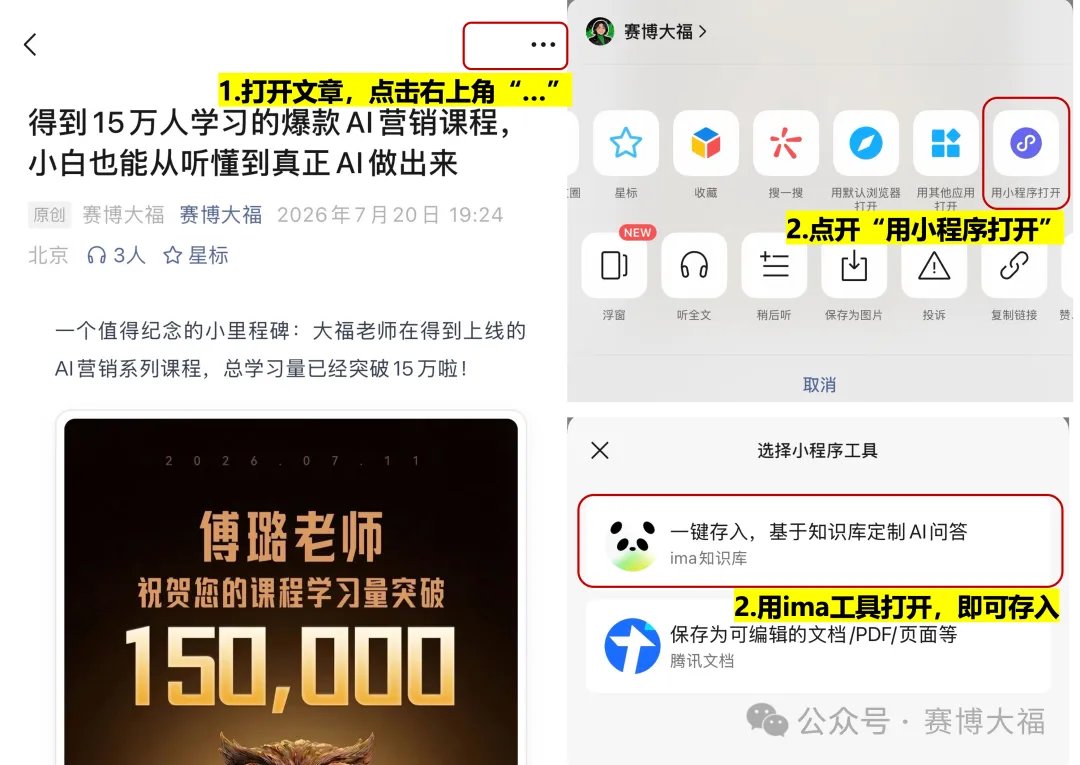 1.打开文章，点击右上角“...”
得到15万人学习的爆款AI营销课程，
小白也能从听懂到真正AI做出来
原创 赛博大福 赛博大福 2026年7月20日 19:24
北京 3人 星标
一个值得纪念的小里程碑：大福老师在得到上线的
AI营销系列课程，总学习量已经突破15万啦！
2026.07.11
傅璐老师
祝贺您的课程学习量突破
150,000
赛博大福
圈 星标 收藏 搜一搜 用默认浏览器打开 用其他应用打开 用小程序打开
2.点开“用小程序打开”
NEW
浮窗 听全文 稍后听 保存为图片 投诉 复制链接 赞
取消
选择小程序工具
一键存入，基于知识库定制AI问答
ima知识库
2.用ima工具打开，即可存入
保存为可编辑的文档/PDF/页面等
腾讯文档
公众号·赛博大福